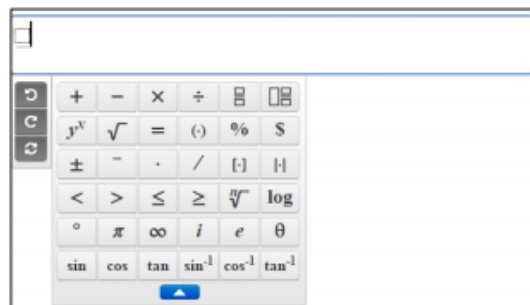 + − × ÷
yˣ √ = (·) % $
± - · / [·] |·|
< > ≤ ≥ ⁿ√ log
° π ∞ i e θ
sin cos tan sin⁻¹ cos⁻¹ tan⁻¹